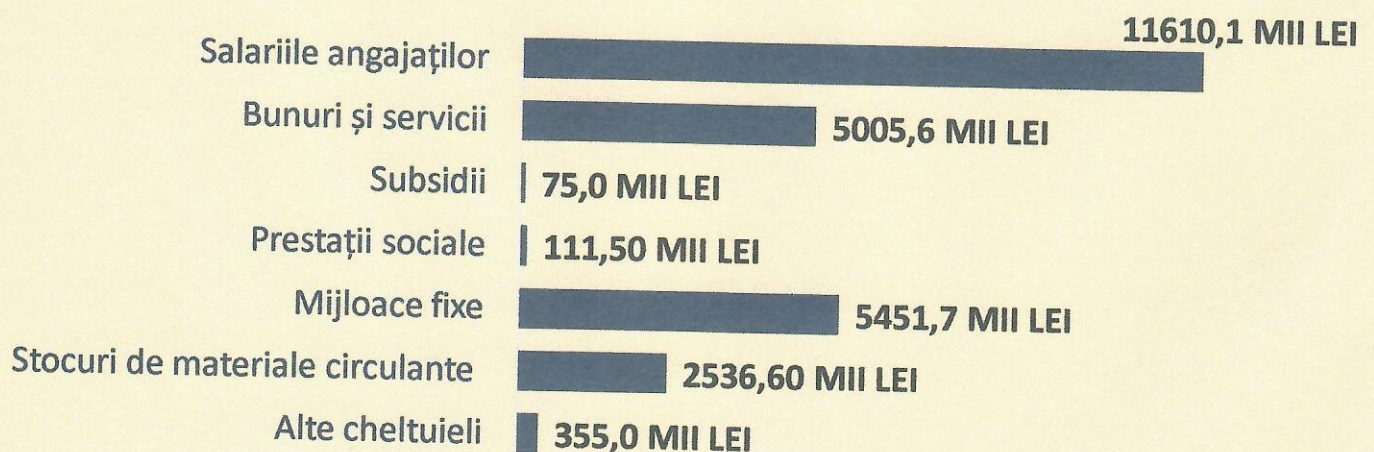 Salariile angajaților 11610,1 MII LEI
Bunuri și servicii 5005,6 MII LEI
Subsidii 75,0 MII LEI
Prestații sociale 111,50 MII LEI
Mijloace fixe 5451,7 MII LEI
Stocuri de materiale circulante 2536,60 MII LEI
Alte cheltuieli 355,0 MII LEI